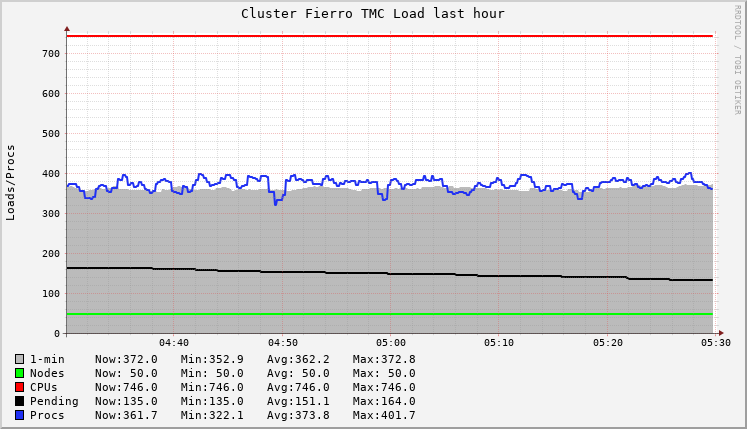 Cluster Fierro TMC Load last hour
RRDTOOL / TOBI OETIKER
Loads/Procs
700
600
500
400
300
200
100
0
04:40 04:50 05:00 05:10 05:20 05:30
1-min Now:372.0 Min:352.9 Avg:362.2 Max:372.8
Nodes Now: 50.0 Min: 50.0 Avg: 50.0 Max: 50.0
CPUs Now:746.0 Min:746.0 Avg:746.0 Max:746.0
Pending Now:135.0 Min:135.0 Avg:151.1 Max:164.0
Procs Now:361.7 Min:322.1 Avg:373.8 Max:401.7